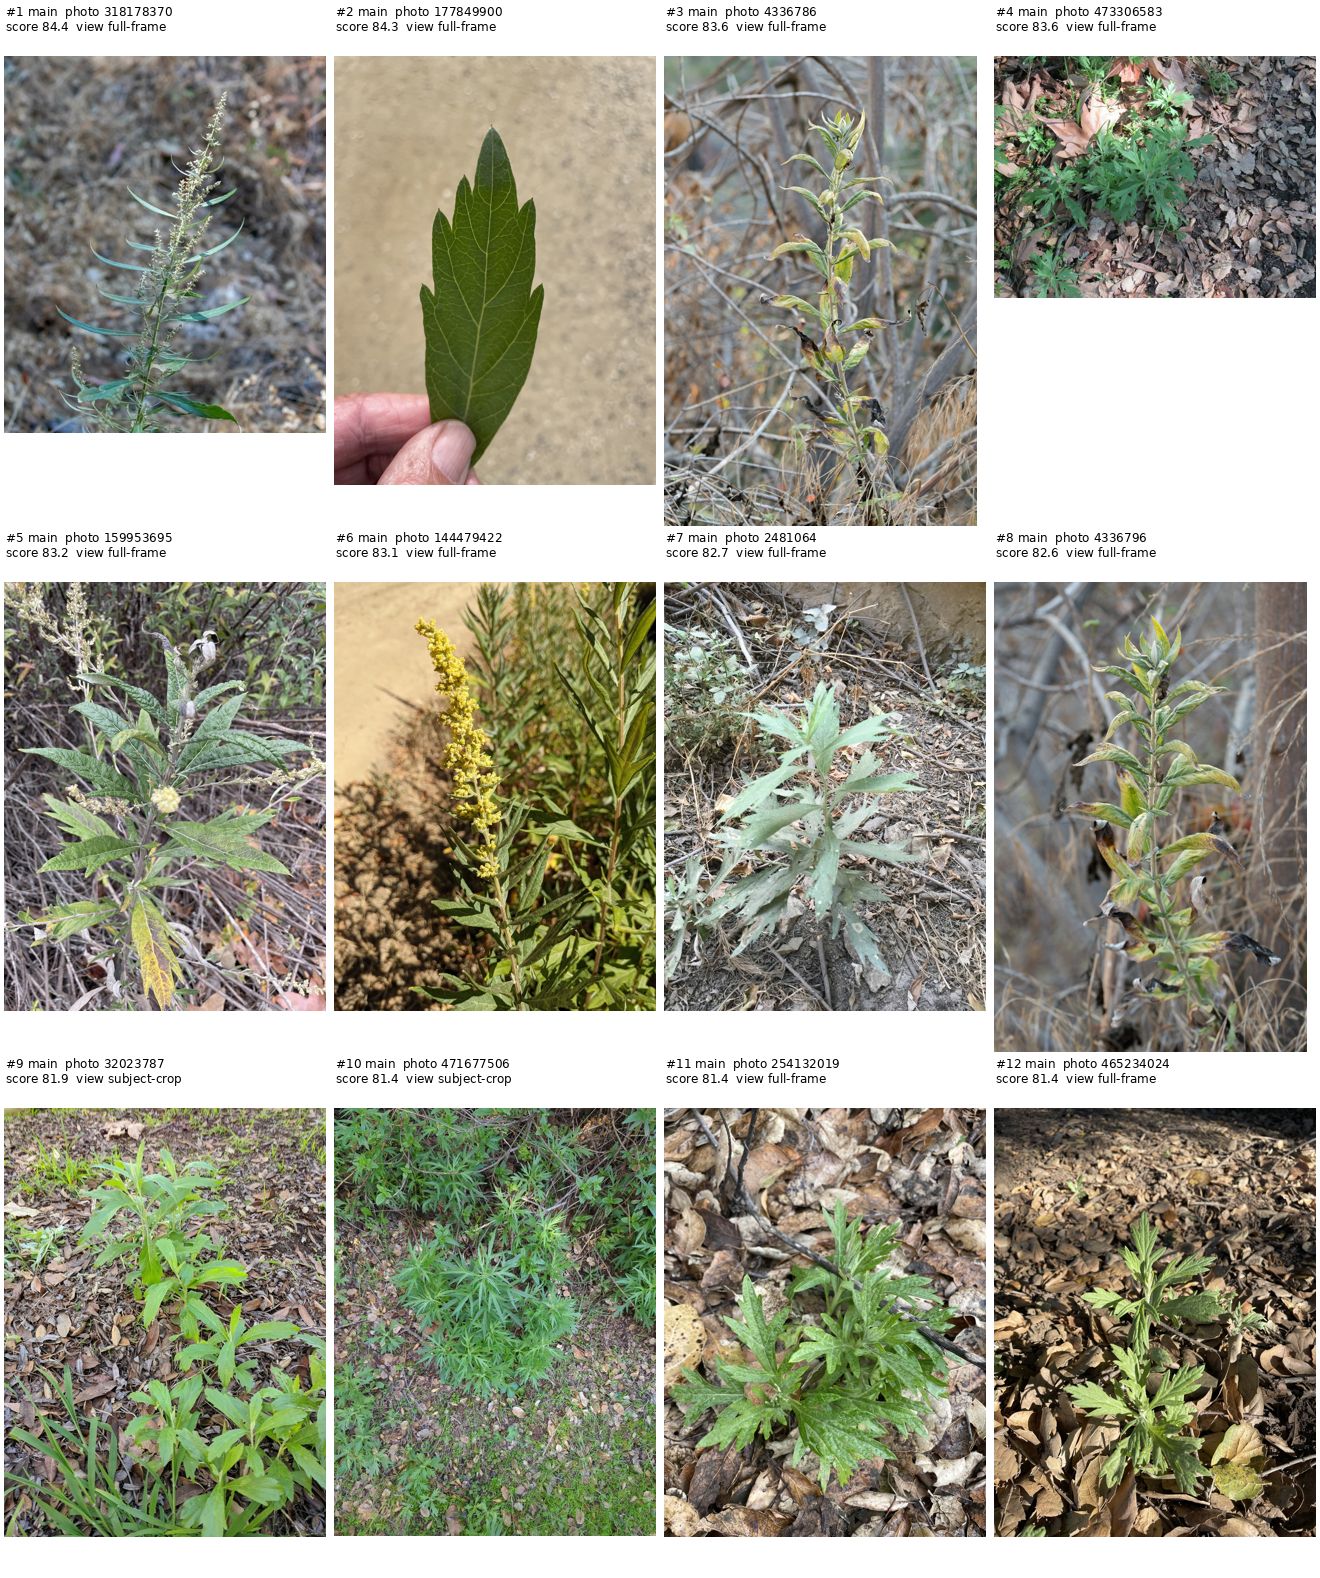 #1 main photo 318178370
score 84.4 view full-frame
#2 main photo 177849900
score 84.3 view full-frame
#3 main photo 4336786
score 83.6 view full-frame
#4 main photo 473306583
score 83.6 view full-frame
#5 main photo 159953695
score 83.2 view full-frame
#6 main photo 144479422
score 83.1 view full-frame
#7 main photo 2481064
score 82.7 view full-frame
#8 main photo 4336796
score 82.6 view full-frame
#9 main photo 32023787
score 81.9 view subject-crop
#10 main photo 471677506
score 81.4 view subject-crop
#11 main photo 254132019
score 81.4 view full-frame
#12 main photo 465234024
score 81.4 view full-frame